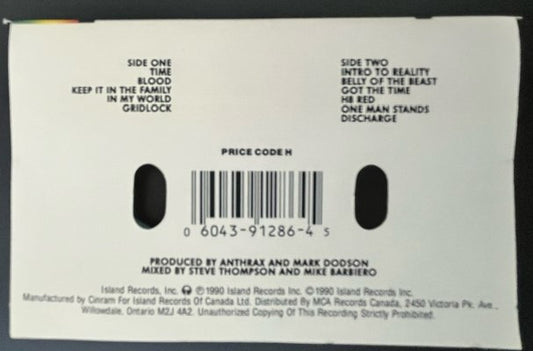 SIDE ONE
TIME
BLOOD
KEEP IT IN THE FAMILY
IN MY WORLD
GRIDLOCK
SIDE TWO
INTRO TO REALITY
BELLY OF THE BEAST
GOT THE TIME
H8 RED
ONE MAN STANDS
DISCHARGE
PRICE CODE H
0 6043-91286-4 5
PRODUCED BY ANTHRAX AND MARK DODSON
MIXED BY STEVE THOMPSON AND MIKE BARBIERO
Island Records, Inc. ℗1990 Island Records Inc. ©1990 Island Records Inc.
Manufactured by Cinram For Island Records Of Canada Ltd. Distributed By MCA Records Canada, 2450 Victoria Pk. Ave.,
Willowdale, Ontario M2J 4A2. Unauthorized Copying Of This Recording Strictly Prohibited.